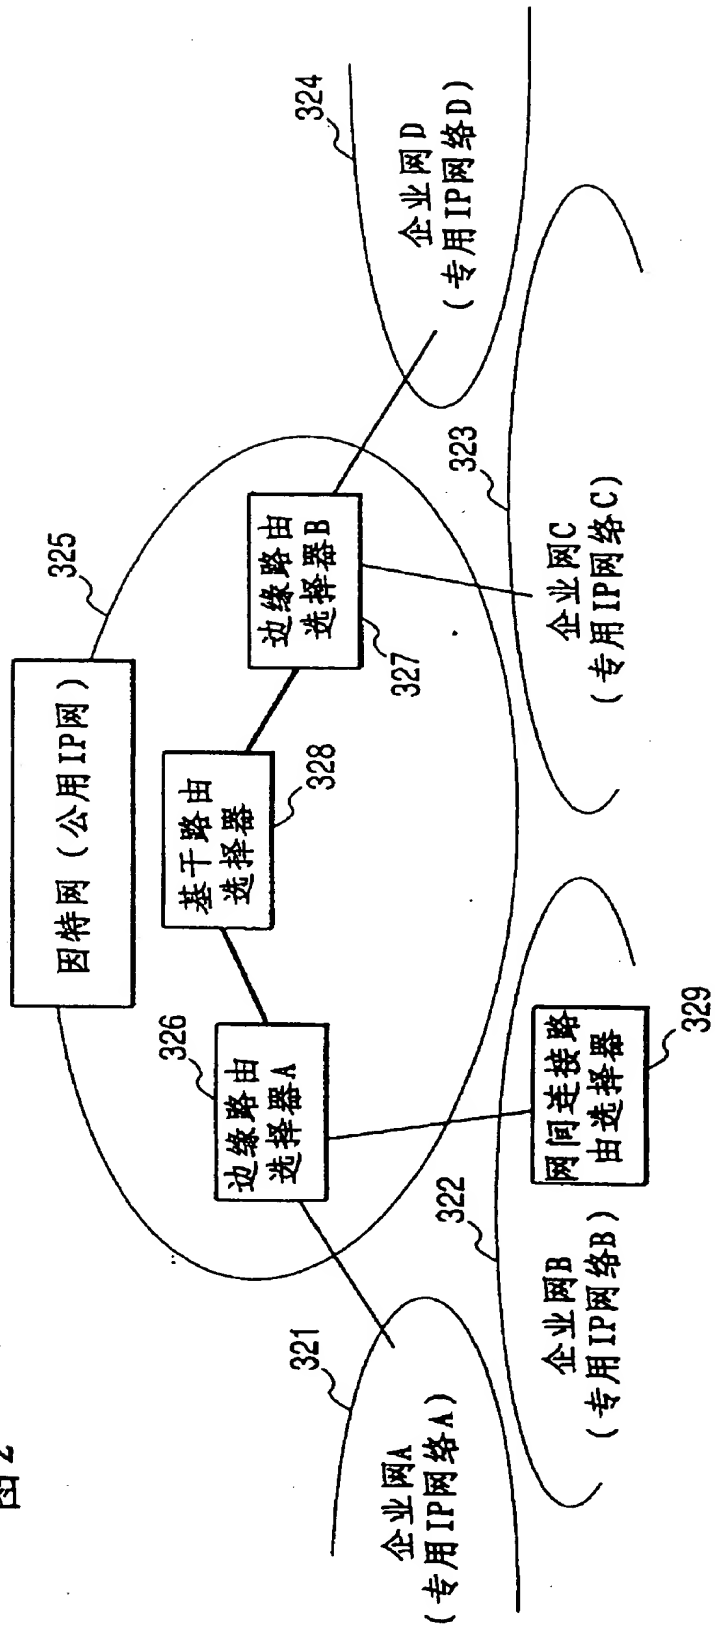 图2
因特网（公用IP网）
325
326
边缘路由
选择器A
基干路由
选择器
328
边缘路由
选择器B
327
321
企业网A
（专用IP网络A）
322
企业网B
（专用IP网络B）
网间连接路
由选择器
329
323
企业网C
（专用IP网络C）
324
企业网D
（专用IP网络D）